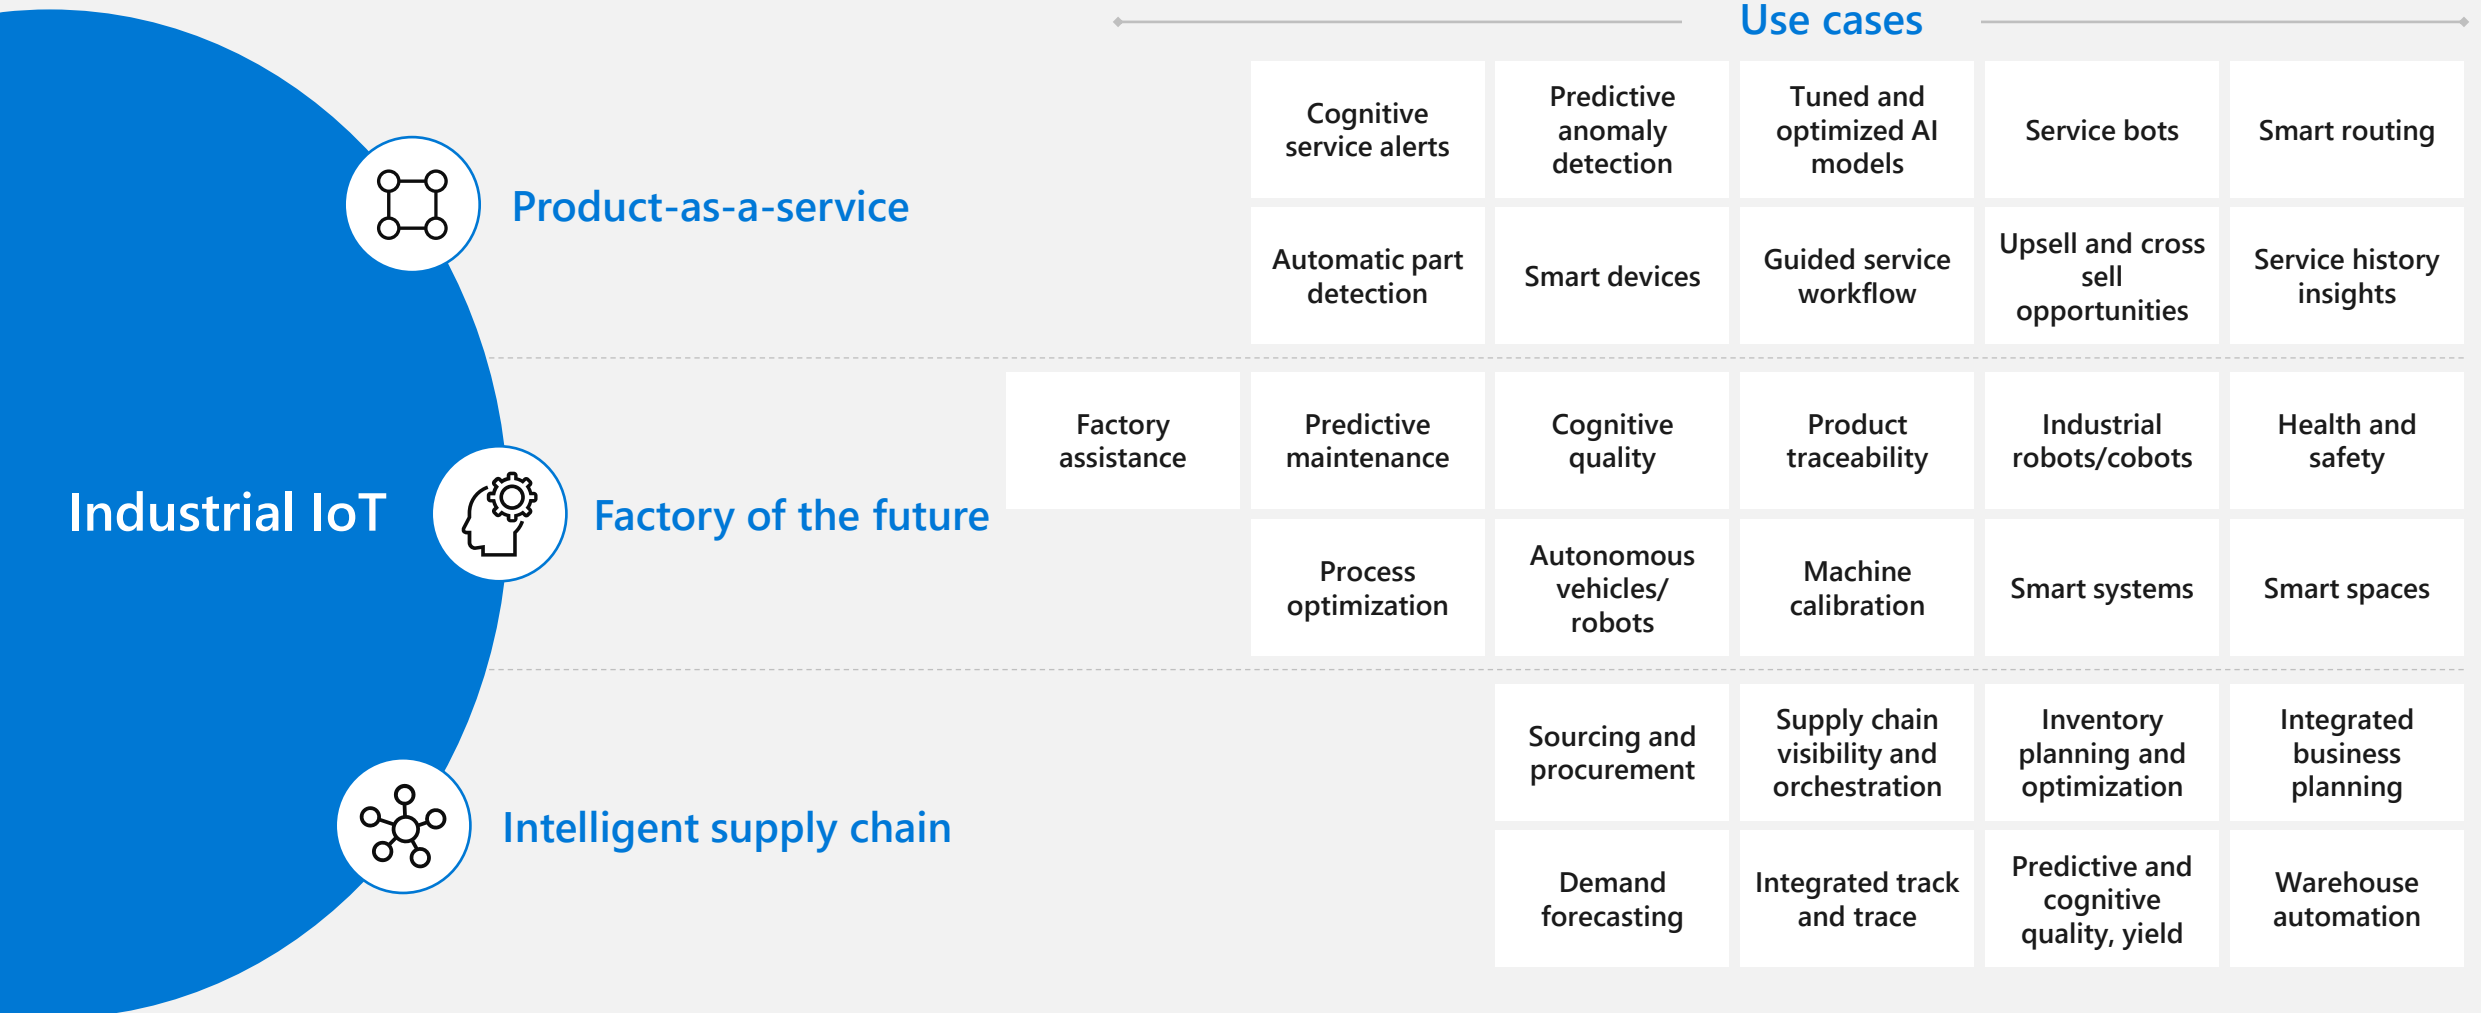 Use cases
Cognitive
service alerts
Predictive
anomaly
detection
Tuned and
optimized AI
models
Service bots
Smart routing
Product-as-a-service
Automatic part
detection
Smart devices
Guided service
workflow
Upsell and cross
sell
opportunities
Service history
insights
Industrial IoT
Factory of the future
Factory
assistance
Predictive
maintenance
Cognitive
quality
Product
traceability
Industrial
robots/cobots
Health and
safety
Process
optimization
Autonomous
vehicles/
robots
Machine
calibration
Smart systems
Smart spaces
Intelligent supply chain
Sourcing and
procurement
Supply chain
visibility and
orchestration
Inventory
planning and
optimization
Integrated
business
planning
Demand
forecasting
Integrated track
and trace
Predictive and
cognitive
quality, yield
Warehouse
automation